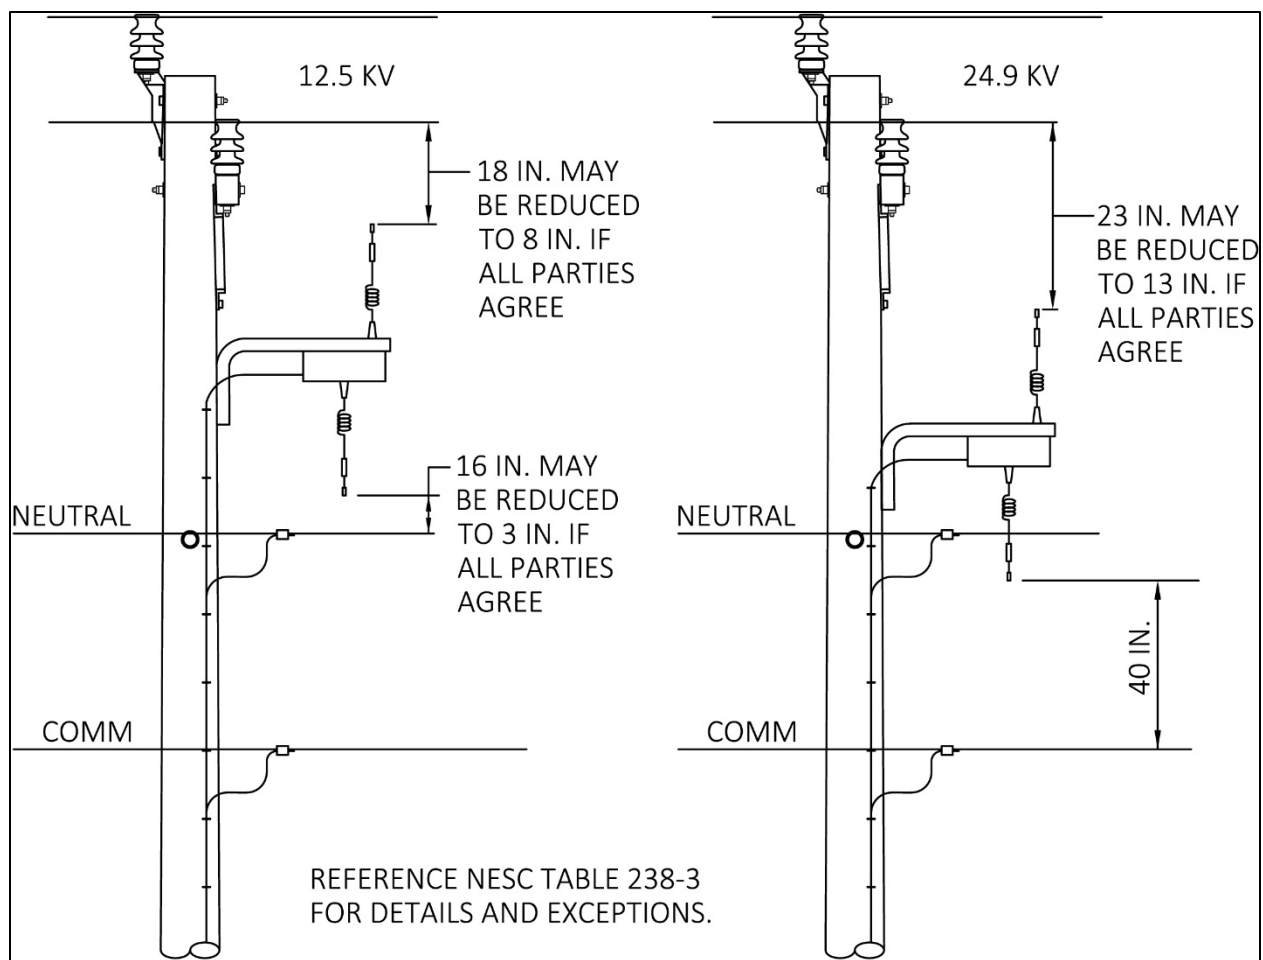 12.5 KV
18 IN. MAY
BE REDUCED
TO 8 IN. IF
ALL PARTIES
AGREE
16 IN. MAY
BE REDUCED
TO 3 IN. IF
ALL PARTIES
AGREE
NEUTRAL
COMM
24.9 KV
23 IN. MAY
BE REDUCED
TO 13 IN. IF
ALL PARTIES
AGREE
NEUTRAL
40 IN.
COMM
REFERENCE NESC TABLE 238-3
FOR DETAILS AND EXCEPTIONS.